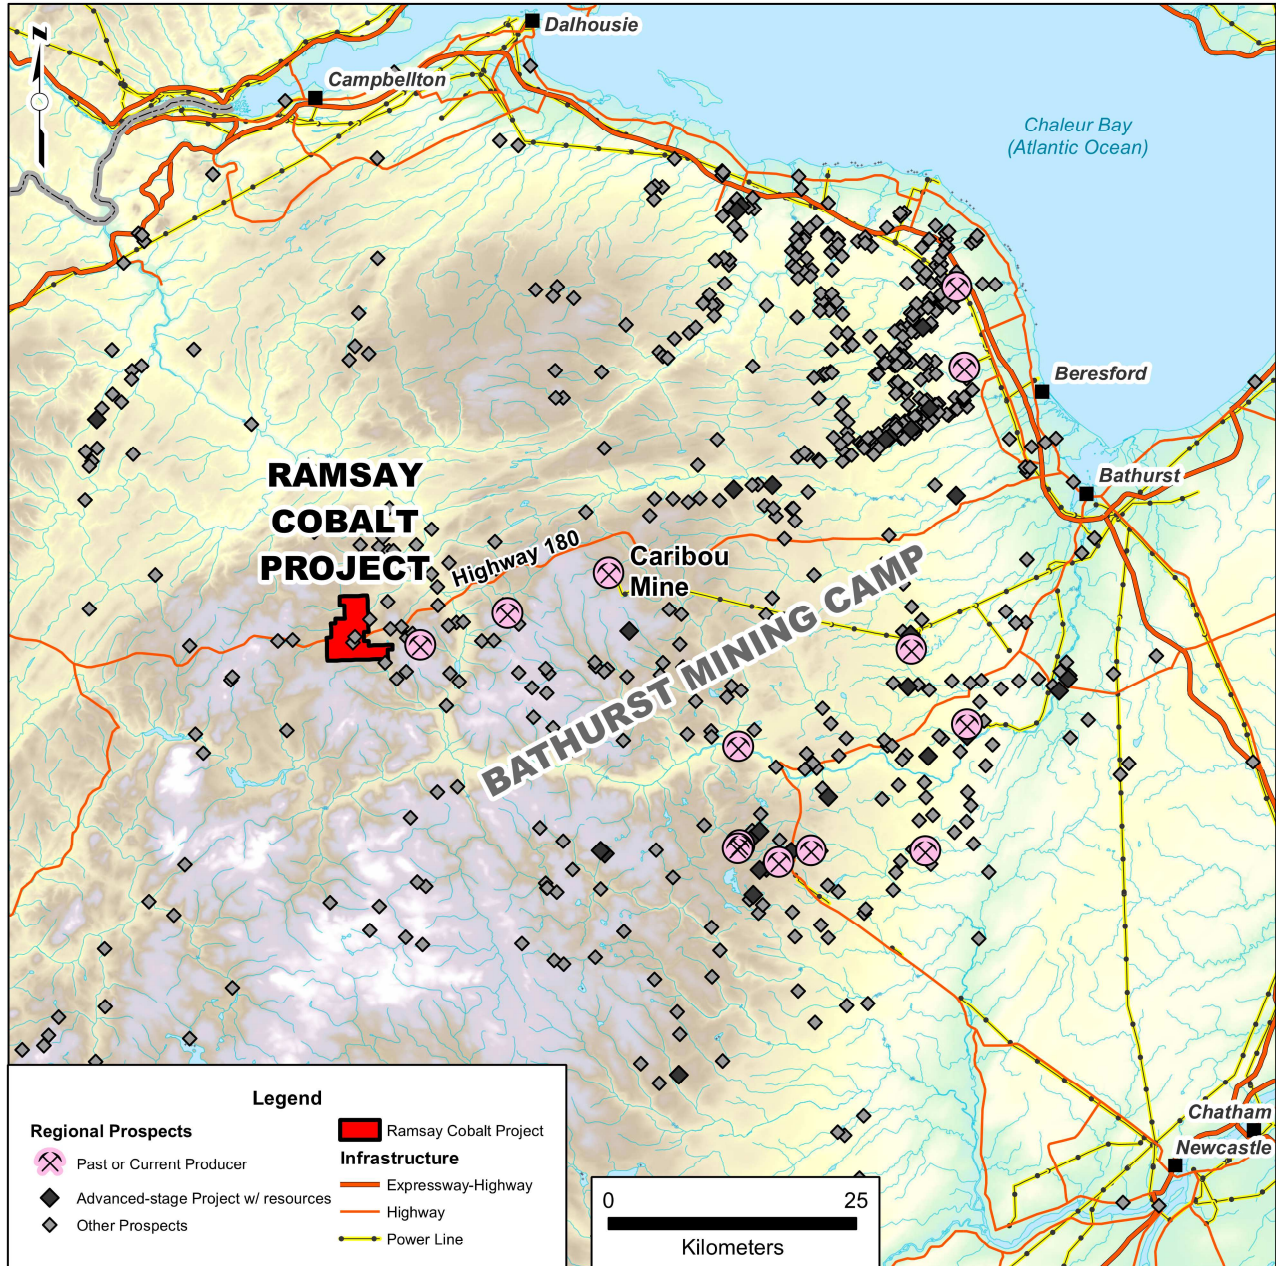 N
Dalhousie
Campbellton
Chaleur Bay
(Atlantic Ocean)
Beresford
Bathurst
RAMSAY
COBALT
PROJECT
Highway 180
Caribou
Mine
BATHURST MINING CAMP
Chatham
Newcastle
Legend
Regional Prospects
Past or Current Producer
Advanced-stage Project w/ resources
Other Prospects
Ramsay Cobalt Project
Infrastructure
Expressway-Highway
Highway
Power Line
0 25
Kilometers